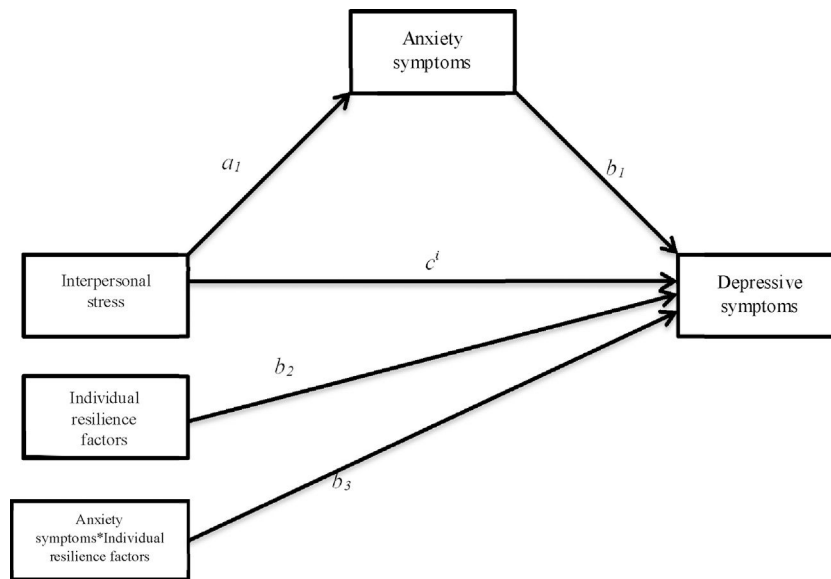 Anxiety
symptoms
a1
b1
Interpersonal
stress
c^i
Depressive
symptoms
b2
Individual
resilience
factors
b3
Anxiety
symptoms*Individual
resilience factors